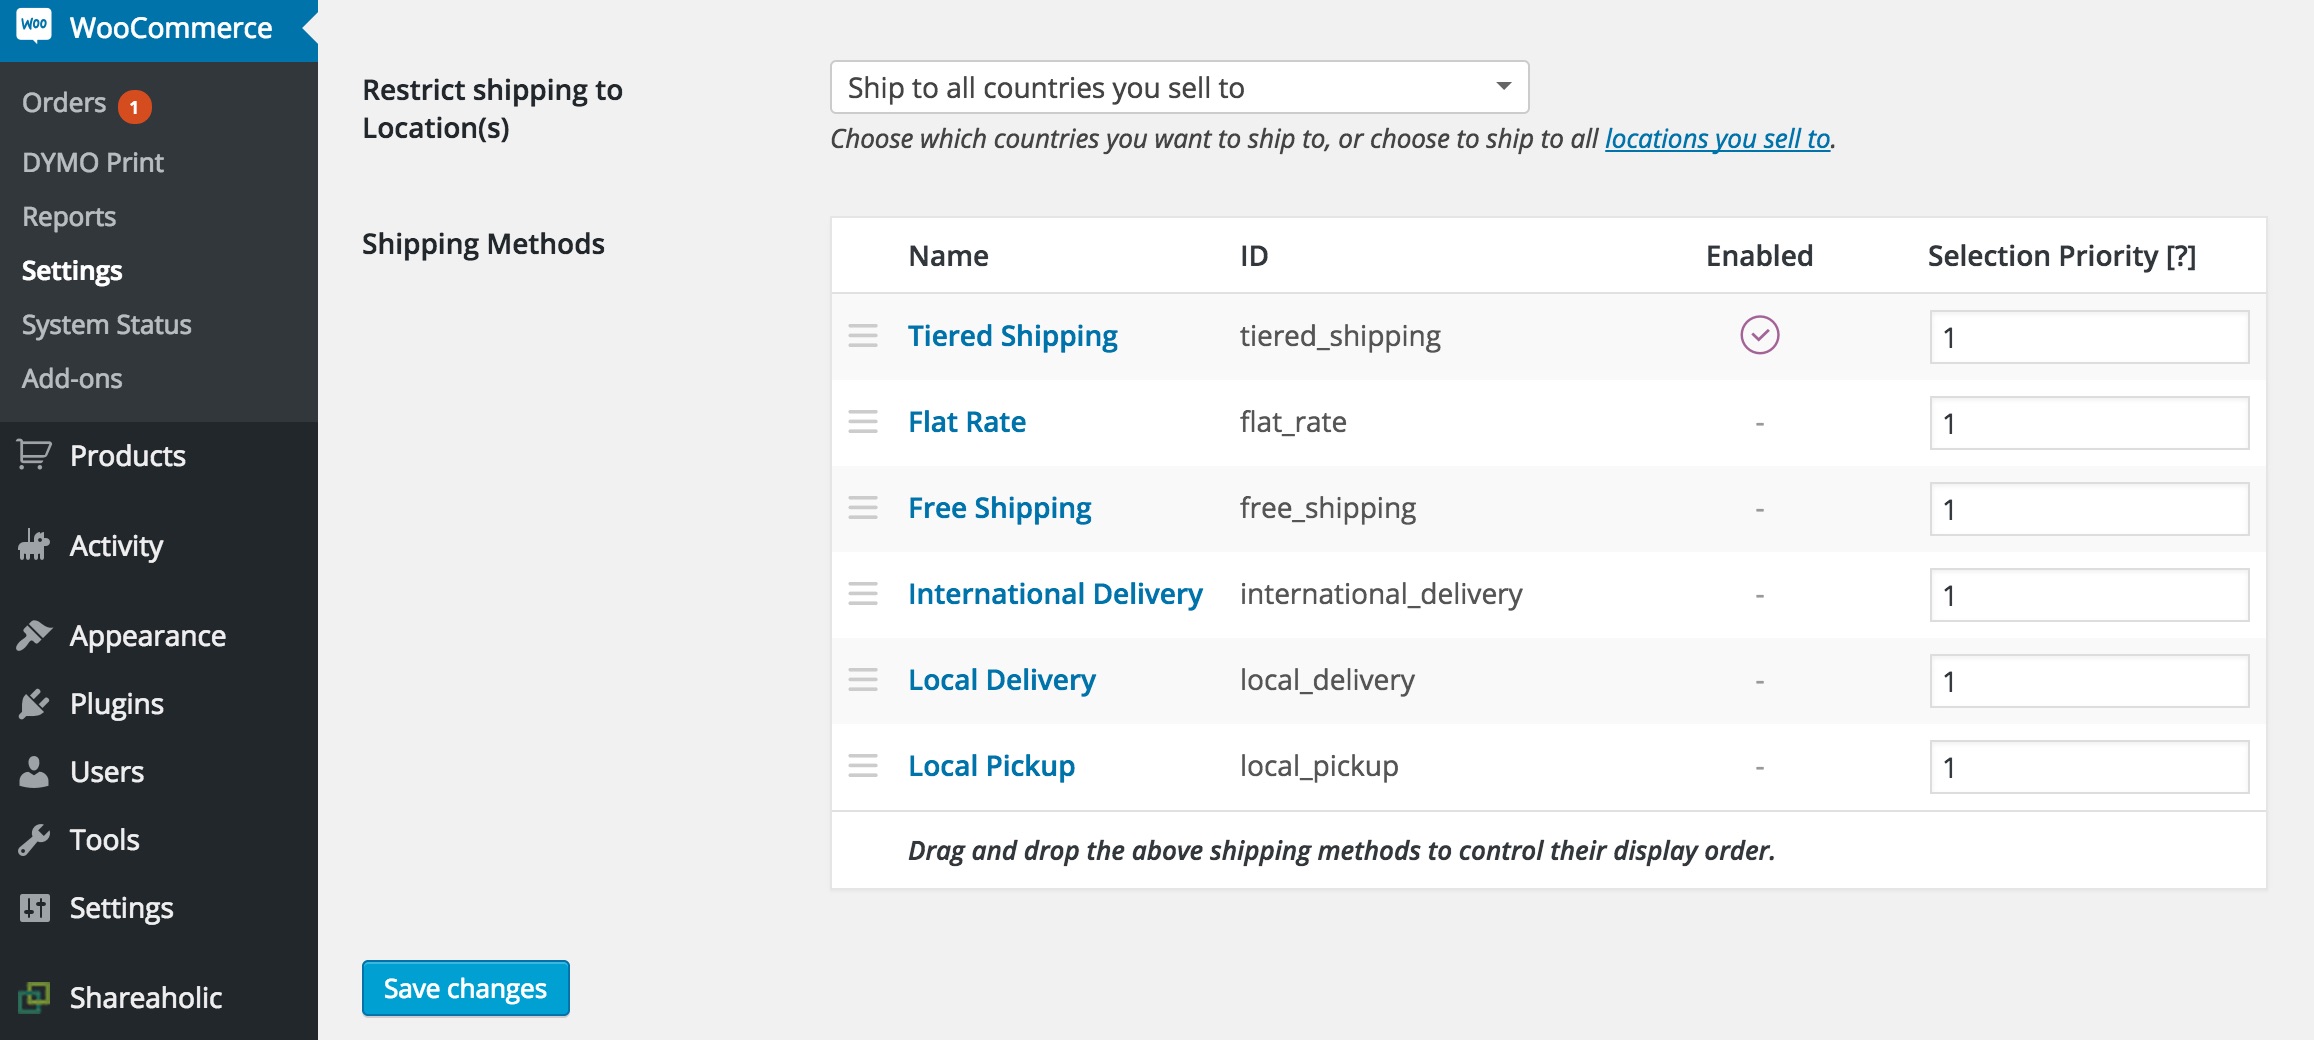 Woo WooCommerce
Orders 1
DYMO Print
Reports
Settings
System Status
Add-ons
Products
Activity
Appearance
Plugins
Users
Tools
Settings
Shareaholic
Restrict shipping to
Location(s)
Ship to all countries you sell to
Choose which countries you want to ship to, or choose to ship to all locations you sell to.
Shipping Methods
Name ID Enabled Selection Priority [?]
Tiered Shipping tiered_shipping 1
Flat Rate flat_rate - 1
Free Shipping free_shipping - 1
International Delivery international_delivery - 1
Local Delivery local_delivery - 1
Local Pickup local_pickup - 1
Drag and drop the above shipping methods to control their display order.
Save changes